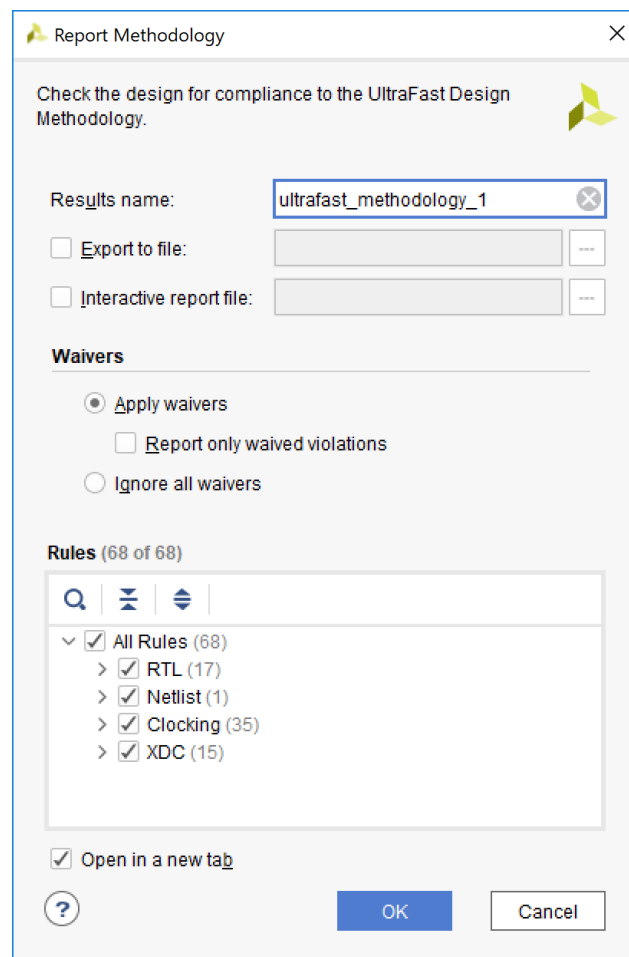 Report Methodology
Check the design for compliance to the UltraFast Design
Methodology.
Results name: ultrafast_methodology_1
Export to file: ...
Interactive report file: ...
Waivers
Apply waivers
Report only waived violations
Ignore all waivers
Rules (68 of 68)
All Rules (68)
RTL (17)
Netlist (1)
Clocking (35)
XDC (15)
Open in a new tab
? OK Cancel